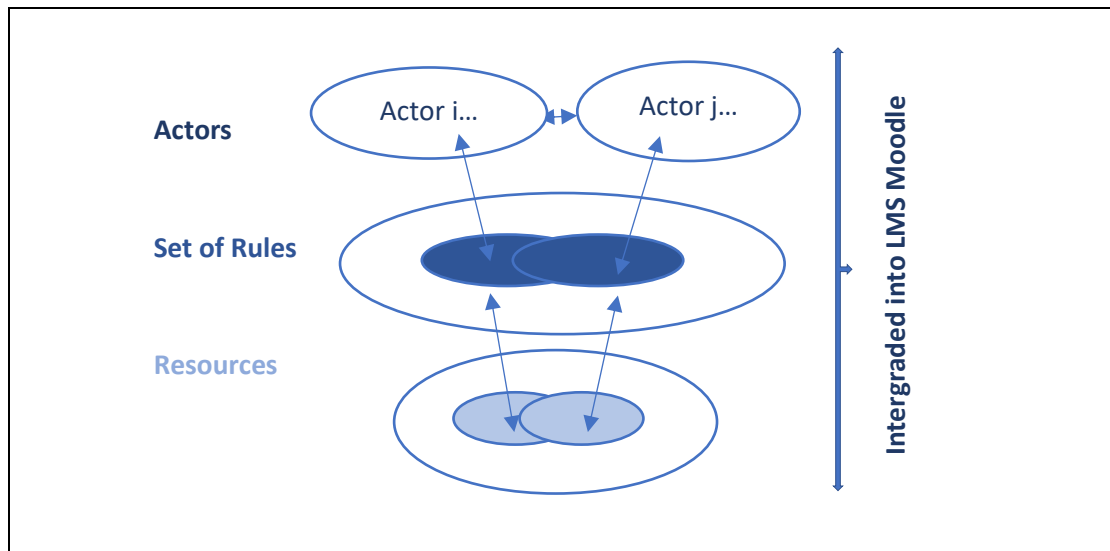 Actor i…
Actor j…
Actors
Set of Rules
Resources
Intergraded into LMS Moodle